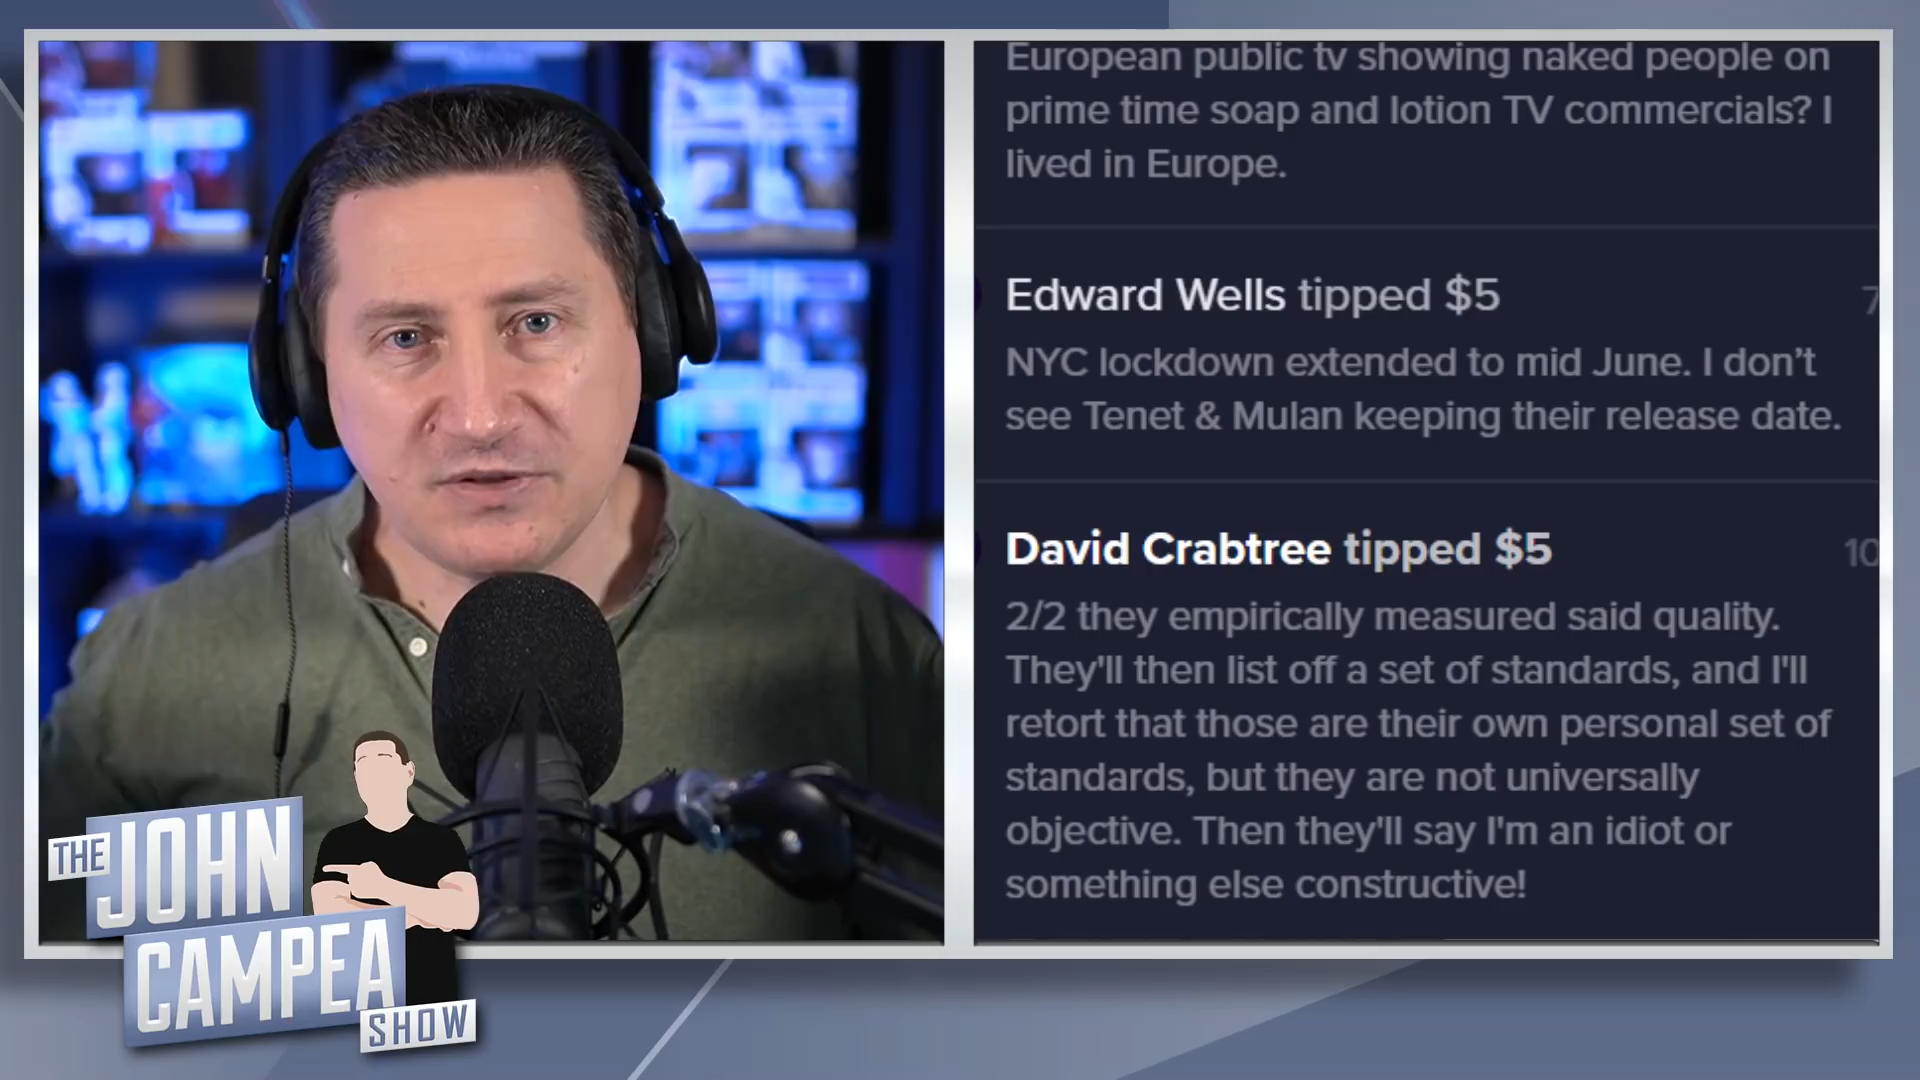 European public tv showing naked people on
prime time soap and lotion TV commercials? I
lived in Europe.
Edward Wells tipped $5
7
NYC lockdown extended to mid June. I don’t
see Tenet & Mulan keeping their release date.
David Crabtree tipped $5
10
2/2 they empirically measured said quality.
They'll then list off a set of standards, and I'll
retort that those are their own personal set of
standards, but they are not universally
objective. Then they'll say I'm an idiot or
something else constructive!
THE
JOHN
CAMPEA
SHOW